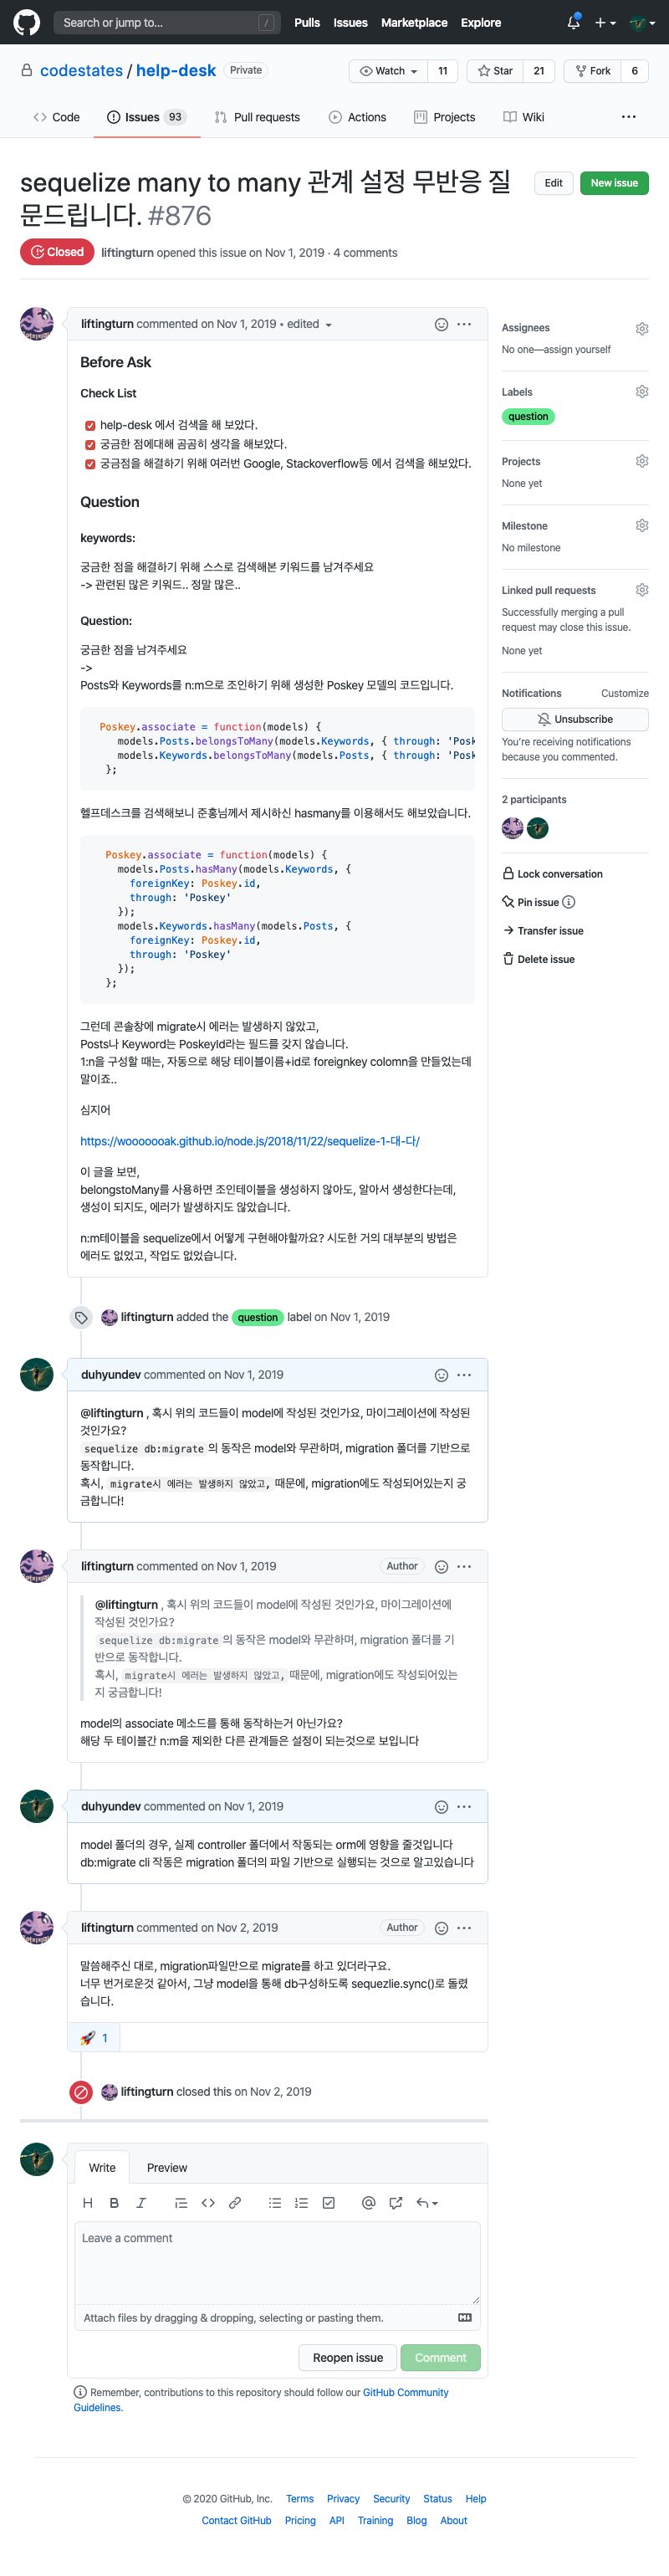 Search or jump to...
/
Pulls Issues Marketplace Explore
codestates / help-desk Private
Watch 11 Star 21 Fork 6
Code Issues 93 Pull requests Actions Projects Wiki
sequelize many to many 관계 설정 무반응 질
문드립니다. #876
Edit New issue
Closed liftingturn opened this issue on Nov 1, 2019 · 4 comments
liftingturn commented on Nov 1, 2019 • edited
Before Ask
Check List
help-desk 에서 검색을 해 보았다.
궁금한 점에대해 곰곰히 생각을 해보았다.
궁금점을 해결하기 위해 여러번 Google, Stackoverflow등 에서 검색을 해보았다.
Question
keywords:
궁금한 점을 해결하기 위해 스스로 검색해본 키워드를 남겨주세요
-> 관련된 많은 키워드.. 정말 많은..
Question:
궁금한 점을 남겨주세요
->
Posts와 Keywords를 n:m으로 조인하기 위해 생성한 Poskey 모델의 코드입니다.
Poskey.associate = function(models) {
models.Posts.belongsToMany(models.Keywords, { through: 'Posk
models.Keywords.belongsToMany(models.Posts, { through: 'Posk
};
헬프데스크를 검색해보니 준홍님께서 제시하신 hasmany를 이용해서도 해보았습니다.
Poskey.associate = function(models) {
models.Posts.hasMany(models.Keywords, {
foreignKey: Poskey.id,
through: 'Poskey'
});
models.Keywords.hasMany(models.Posts, {
foreignKey: Poskey.id,
through: 'Poskey'
});
};
그런데 콘솔창에 migrate시 에러는 발생하지 않았고,
Posts나 Keyword는 PoskeyId라는 필드를 갖지 않습니다.
1:n을 구성할 때는, 자동으로 해당 테이블이름+id로 foreignkey colomn을 만들었는데
말이죠..
심지어
https://wooooooak.github.io/node.js/2018/11/22/sequelize-1-대-다/
이 글을 보면,
belongstoMany를 사용하면 조인테이블을 생성하지 않아도, 알아서 생성한다는데,
생성이 되지도, 에러가 발생하지도 않았습니다.
n:m테이블을 sequelize에서 어떻게 구현해야할까요? 시도한 거의 대부분의 방법은
에러도 없었고, 작업도 없었습니다.
liftingturn added the question label on Nov 1, 2019
duhyundev commented on Nov 1, 2019
@liftingturn , 혹시 위의 코드들이 model에 작성된 것인가요, 마이그레이션에 작성된
것인가요?
sequelize db:migrate 의 동작은 model와 무관하며, migration 폴더를 기반으로
동작합니다.
혹시, migrate시 에러는 발생하지 않았고, 때문에, migration에도 작성되어있는지 궁
금합니다!
liftingturn commented on Nov 1, 2019 Author
@liftingturn , 혹시 위의 코드들이 model에 작성된 것인가요, 마이그레이션에
작성된 것인가요?
sequelize db:migrate 의 동작은 model와 무관하며, migration 폴더를 기
반으로 동작합니다.
혹시, migrate시 에러는 발생하지 않았고, 때문에, migration에도 작성되어있는
지 궁금합니다!
model의 associate 메소드를 통해 동작하는거 아닌가요?
해당 두 테이블간 n:m을 제외한 다른 관계들은 설정이 되는것으로 보입니다
duhyundev commented on Nov 1, 2019
model 폴더의 경우, 실제 controller 폴더에서 작동되는 orm에 영향을 줄것입니다
db:migrate cli 작동은 migration 폴더의 파일 기반으로 실행되는 것으로 알고있습니다
liftingturn commented on Nov 2, 2019 Author
말씀해주신 대로, migration파일만으로 migrate를 하고 있더라구요.
너무 번거로운것 같아서, 그냥 model을 통해 db구성하도록 sequezlie.sync()로 돌렸
습니다.
1
liftingturn closed this on Nov 2, 2019
Write Preview
Leave a comment
Attach files by dragging & dropping, selecting or pasting them.
Reopen issue Comment
Remember, contributions to this repository should follow our GitHub Community
Guidelines.
Assignees
No one—assign yourself
Labels
question
Projects
None yet
Milestone
No milestone
Linked pull requests
Successfully merging a pull
request may close this issue.
None yet
Notifications Customize
Unsubscribe
You're receiving notifications
because you commented.
2 participants
Lock conversation
Pin issue
Transfer issue
Delete issue
© 2020 GitHub, Inc. Terms Privacy Security Status Help
Contact GitHub Pricing API Training Blog About